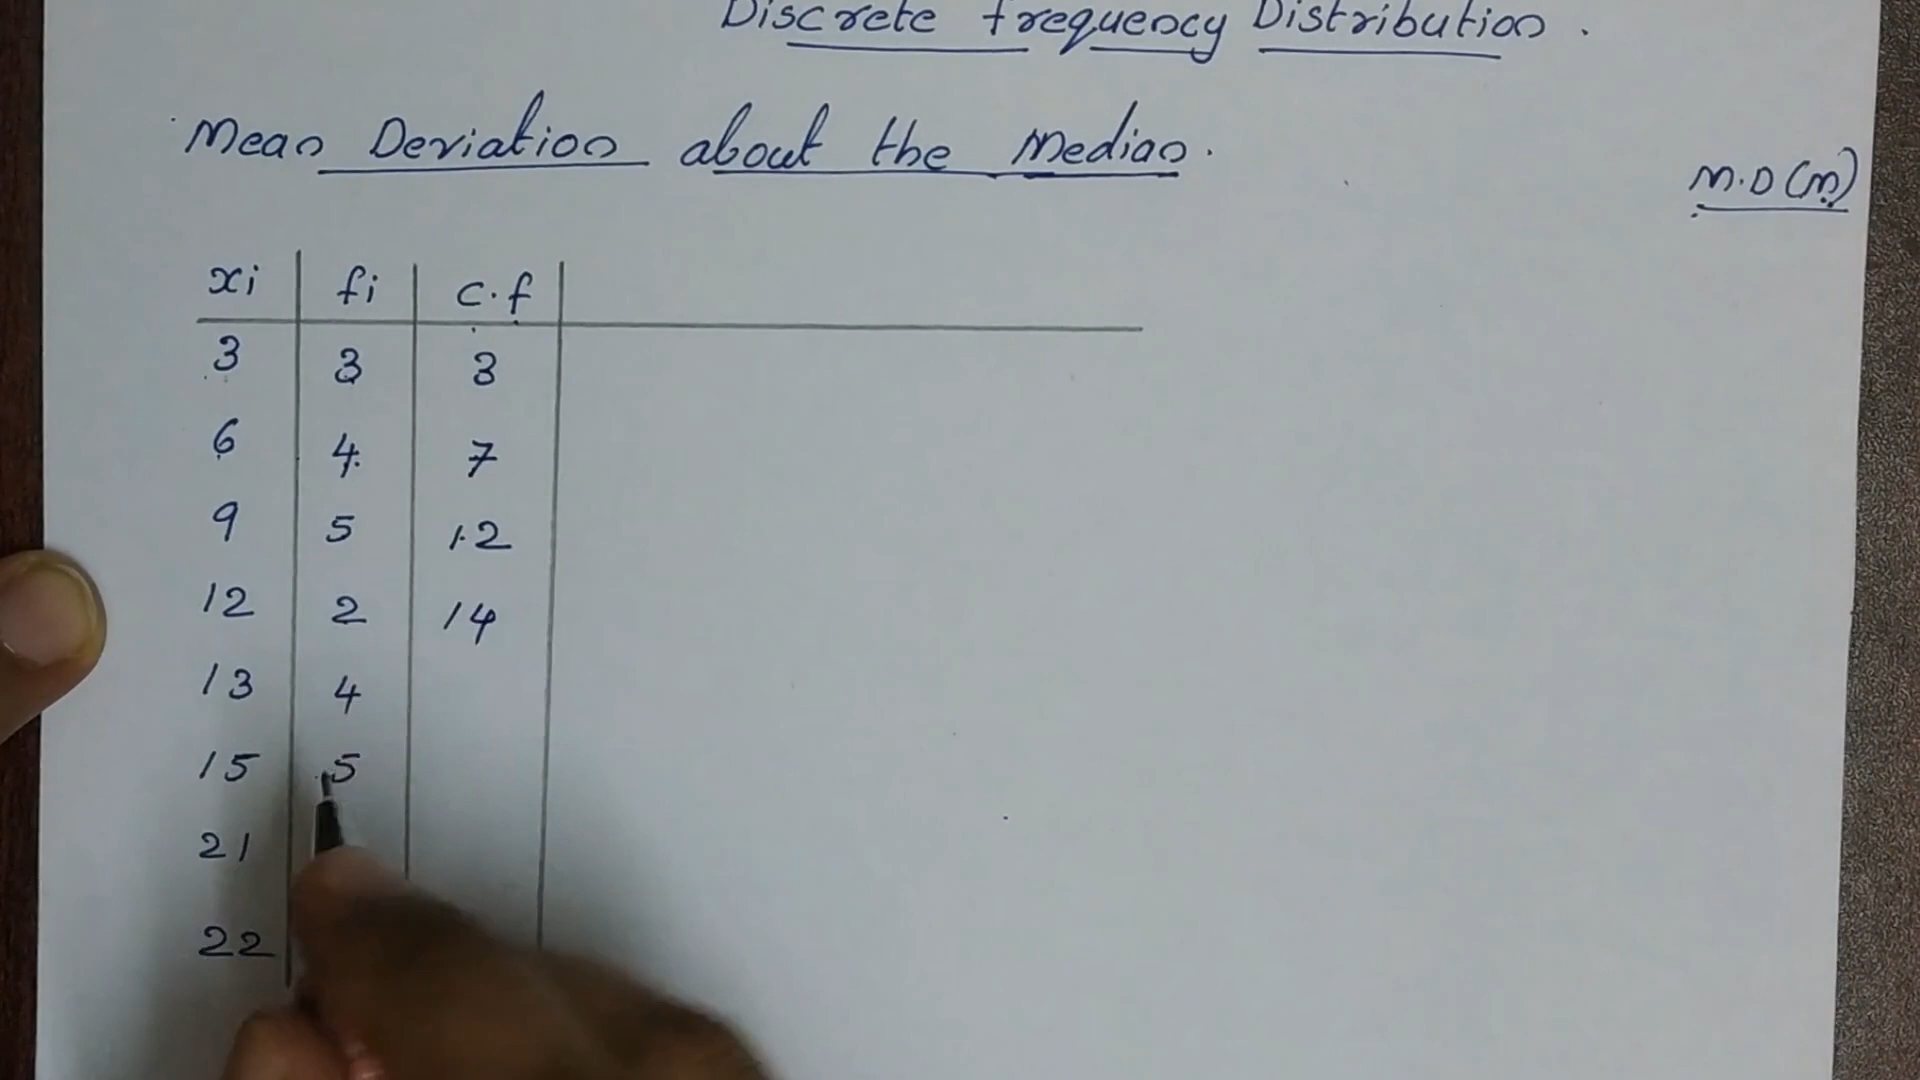 Discrete frequency Distribution.
Mean Deviation about the Median.
M.D(M)
xi fi c.f
3 3 3
6 4 7
9 5 12
12 2 14
13 4
15 5
21
22